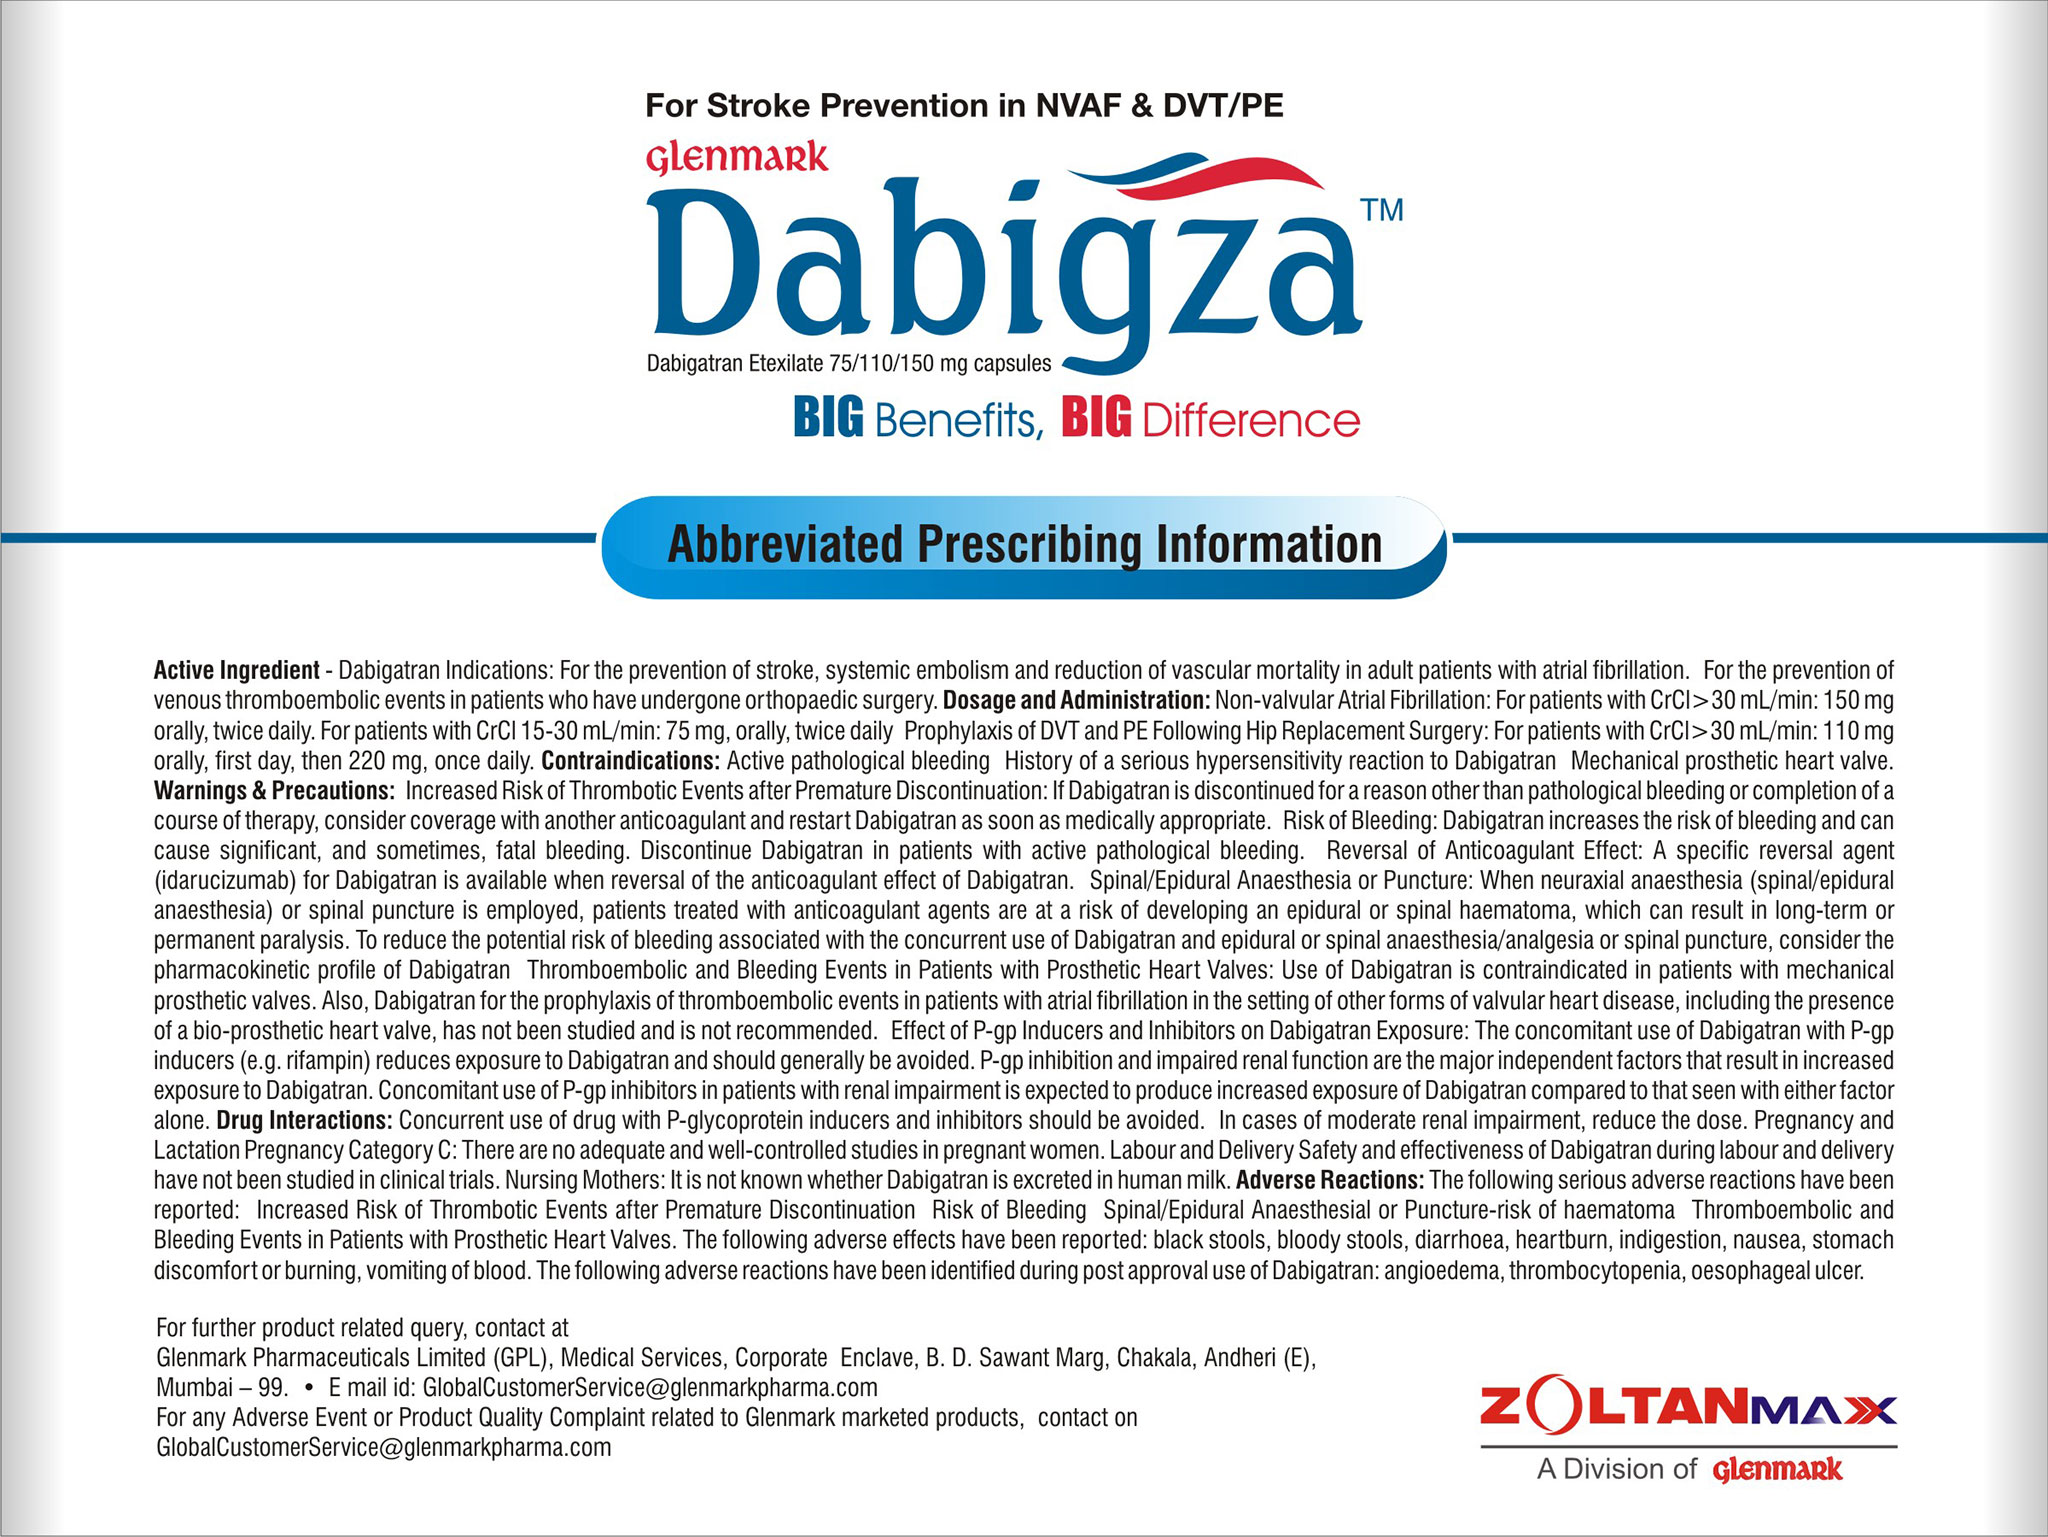 For Stroke Prevention in NVAF & DVT/PE
glenmark
Dabigza™
Dabigatran Etexilate 75/110/150 mg capsules
BIG Benefits, BIG Difference
Abbreviated Prescribing Information
Active Ingredient - Dabigatran Indications: For the prevention of stroke, systemic embolism and reduction of vascular mortality in adult patients with atrial fibrillation. For the prevention of
venous thromboembolic events in patients who have undergone orthopaedic surgery. Dosage and Administration: Non-valvular Atrial Fibrillation: For patients with CrCl > 30 mL/min: 150 mg
orally, twice daily. For patients with CrCl 15-30 mL/min: 75 mg, orally, twice daily Prophylaxis of DVT and PE Following Hip Replacement Surgery: For patients with CrCl > 30 mL/min: 110 mg
orally, first day, then 220 mg, once daily. Contraindications: Active pathological bleeding History of a serious hypersensitivity reaction to Dabigatran Mechanical prosthetic heart valve.
Warnings & Precautions: Increased Risk of Thrombotic Events after Premature Discontinuation: If Dabigatran is discontinued for a reason other than pathological bleeding or completion of a
course of therapy, consider coverage with another anticoagulant and restart Dabigatran as soon as medically appropriate. Risk of Bleeding: Dabigatran increases the risk of bleeding and can
cause significant, and sometimes, fatal bleeding. Discontinue Dabigatran in patients with active pathological bleeding. Reversal of Anticoagulant Effect: A specific reversal agent
(idarucizumab) for Dabigatran is available when reversal of the anticoagulant effect of Dabigatran. Spinal/Epidural Anaesthesia or Puncture: When neuraxial anaesthesia (spinal/epidural
anaesthesia) or spinal puncture is employed, patients treated with anticoagulant agents are at a risk of developing an epidural or spinal haematoma, which can result in long-term or
permanent paralysis. To reduce the potential risk of bleeding associated with the concurrent use of Dabigatran and epidural or spinal anaesthesia/analgesia or spinal puncture, consider the
pharmacokinetic profile of Dabigatran Thromboembolic and Bleeding Events in Patients with Prosthetic Heart Valves: Use of Dabigatran is contraindicated in patients with mechanical
prosthetic valves. Also, Dabigatran for the prophylaxis of thromboembolic events in patients with atrial fibrillation in the setting of other forms of valvular heart disease, including the presence
of a bio-prosthetic heart valve, has not been studied and is not recommended. Effect of P-gp Inducers and Inhibitors on Dabigatran Exposure: The concomitant use of Dabigatran with P-gp
inducers (e.g. rifampin) reduces exposure to Dabigatran and should generally be avoided. P-gp inhibition and impaired renal function are the major independent factors that result in increased
exposure to Dabigatran. Concomitant use of P-gp inhibitors in patients with renal impairment is expected to produce increased exposure of Dabigatran compared to that seen with either factor
alone. Drug Interactions: Concurrent use of drug with P-glycoprotein inducers and inhibitors should be avoided. In cases of moderate renal impairment, reduce the dose. Pregnancy and
Lactation Pregnancy Category C: There are no adequate and well-controlled studies in pregnant women. Labour and Delivery Safety and effectiveness of Dabigatran during labour and delivery
have not been studied in clinical trials. Nursing Mothers: It is not known whether Dabigatran is excreted in human milk. Adverse Reactions: The following serious adverse reactions have been
reported: Increased Risk of Thrombotic Events after Premature Discontinuation Risk of Bleeding Spinal/Epidural Anaesthesial or Puncture-risk of haematoma Thromboembolic and
Bleeding Events in Patients with Prosthetic Heart Valves. The following adverse effects have been reported: black stools, bloody stools, diarrhoea, heartburn, indigestion, nausea, stomach
discomfort or burning, vomiting of blood. The following adverse reactions have been identified during post approval use of Dabigatran: angioedema, thrombocytopenia, oesophageal ulcer.
For further product related query, contact at
Glenmark Pharmaceuticals Limited (GPL), Medical Services, Corporate Enclave, B. D. Sawant Marg, Chakala, Andheri (E),
Mumbai – 99. • E mail id: GlobalCustomerService@glenmarkpharma.com
For any Adverse Event or Product Quality Complaint related to Glenmark marketed products, contact on
GlobalCustomerService@glenmarkpharma.com
ZOLTANMAXX
A Division of glenmark